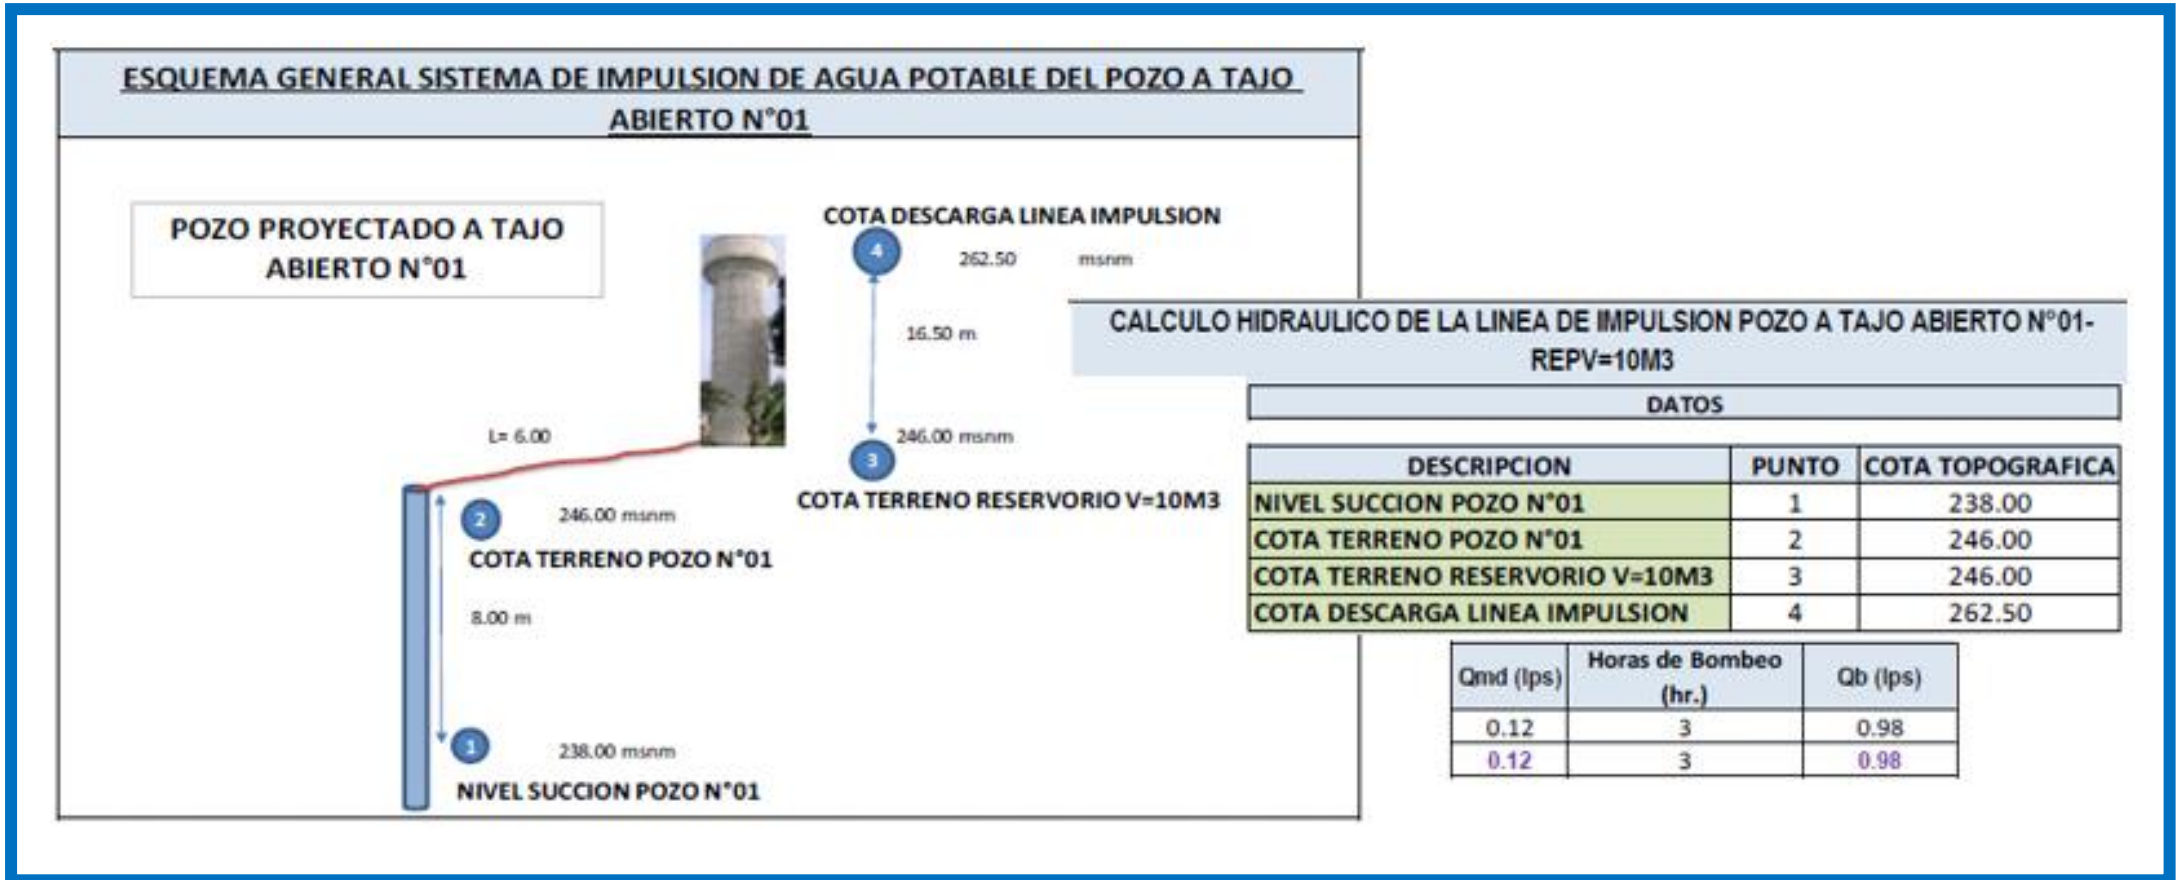 ESQUEMA GENERAL SISTEMA DE IMPULSION DE AGUA POTABLE DEL POZO A TAJO
ABIERTO N°01
POZO PROYECTADO A TAJO
ABIERTO N°01
COTA DESCARGA LINEA IMPULSION
4
262.50 msnm
16.50 m
L= 6.00
246.00 msnm
3
COTA TERRENO RESERVORIO V=10M3
2
246.00 msnm
COTA TERRENO POZO N°01
8.00 m
1
238.00 msnm
NIVEL SUCCION POZO N°01
CALCULO HIDRAULICO DE LA LINEA DE IMPULSION POZO A TAJO ABIERTO N°01-
REPV=10M3
DATOS
DESCRIPCION PUNTO COTA TOPOGRAFICA
NIVEL SUCCION POZO N°01 1 238.00
COTA TERRENO POZO N°01 2 246.00
COTA TERRENO RESERVORIO V=10M3 3 246.00
COTA DESCARGA LINEA IMPULSION 4 262.50
Qmd (lps) Horas de Bombeo (hr.) Qb (lps)
0.12 3 0.98
0.12 3 0.98